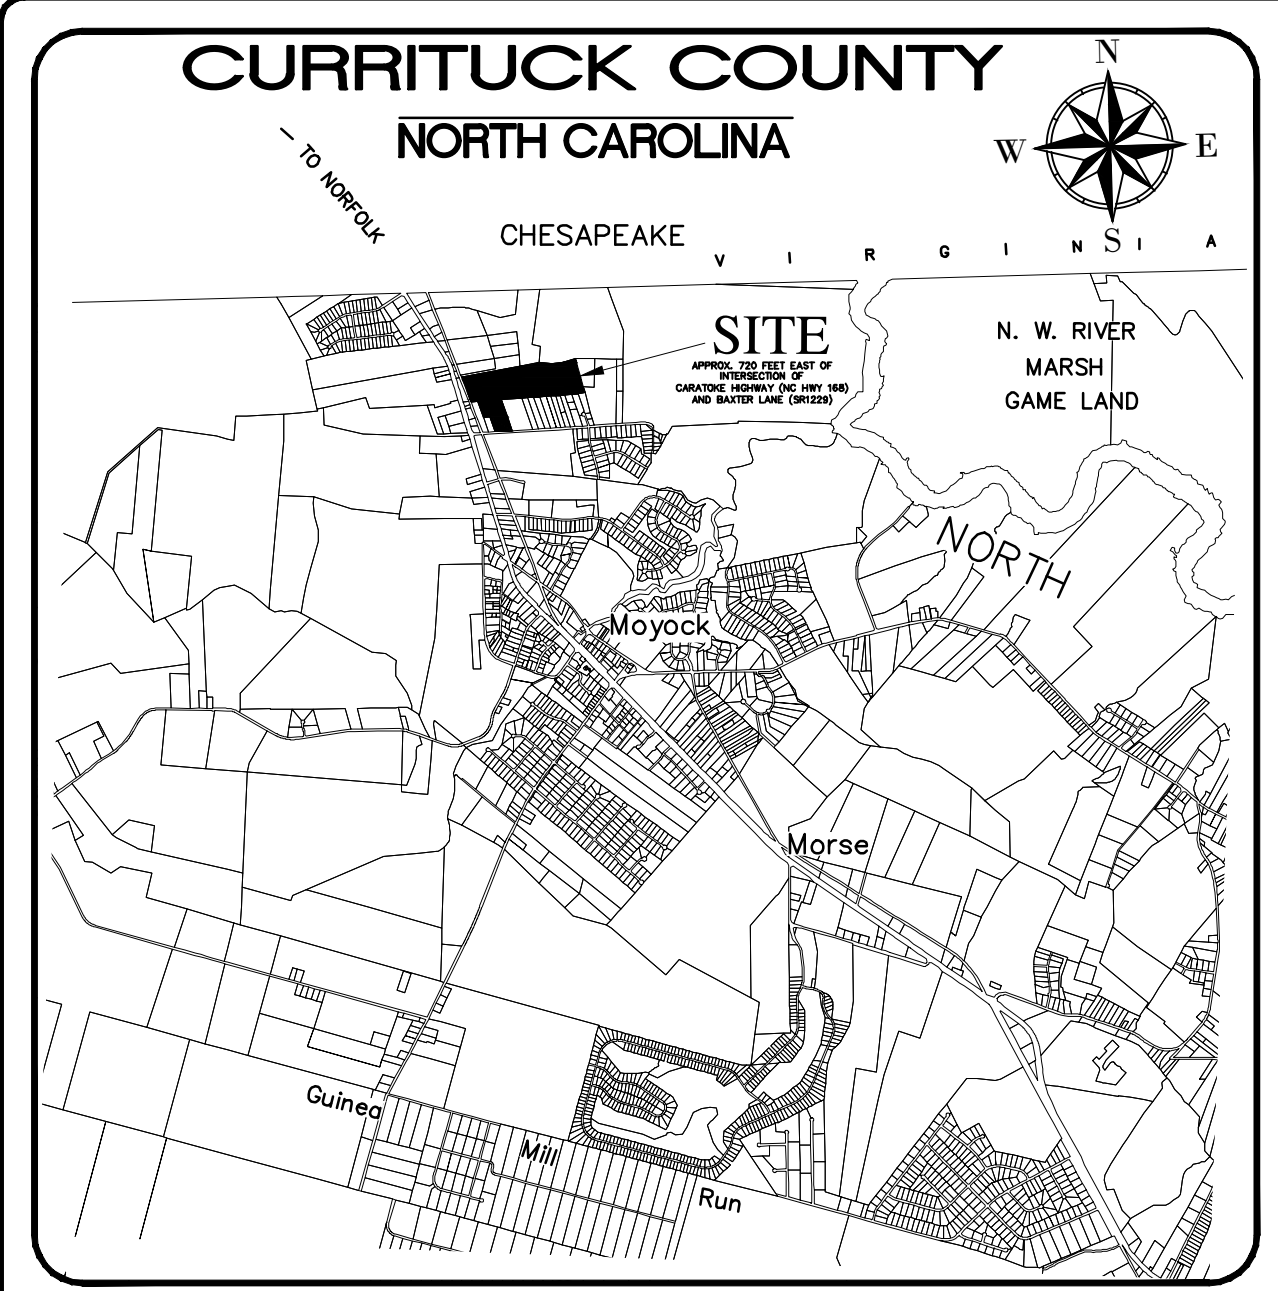 CURRITUCK COUNTY
NORTH CAROLINA
N
W
E
S
— TO NORFOLK
CHESAPEAKE
V I R G I N I A
SITE
APPROX. 720 FEET EAST OF
INTERSECTION OF
CARATOKE HIGHWAY (NC HWY 168)
AND BAXTER LANE (SR1229)
N. W. RIVER
MARSH
GAME LAND
NORTH
Moyock
Morse
Guinea
Mill
Run